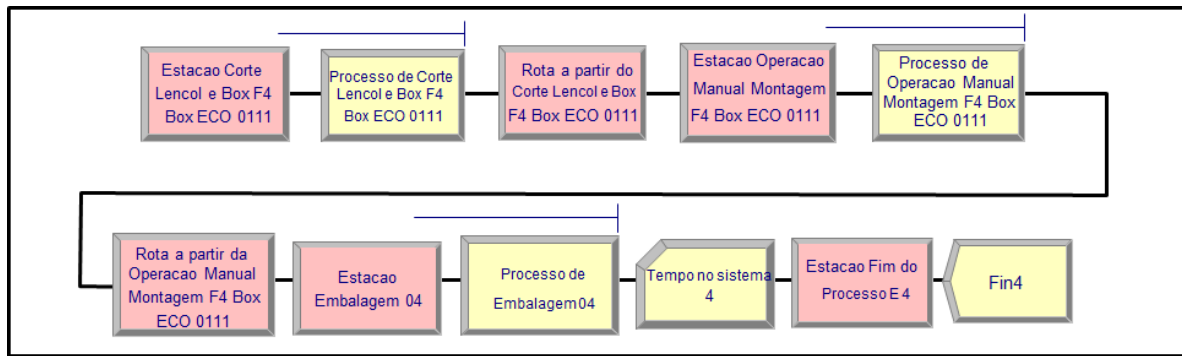 Estacao Corte
Lencol e Box F4
Box ECO 0111
Processo de Corte
Lencol e Box F4
Box ECO 0111
Rota a partir do
Corte Lencol e Box
F4 Box ECO 0111
Estacao Operacao
Manual Montagem
F4 Box ECO 0111
Processo de
Operacao Manual
Montagem F4 Box
ECO 0111
Rota a partir da
Operacao Manual
Montagem F4 Box
ECO 0111
Estacao
Embalagem 04
Processo de
Embalagem 04
Tempo no sistema
4
Estacao Fim do
Processo E 4
Fin4